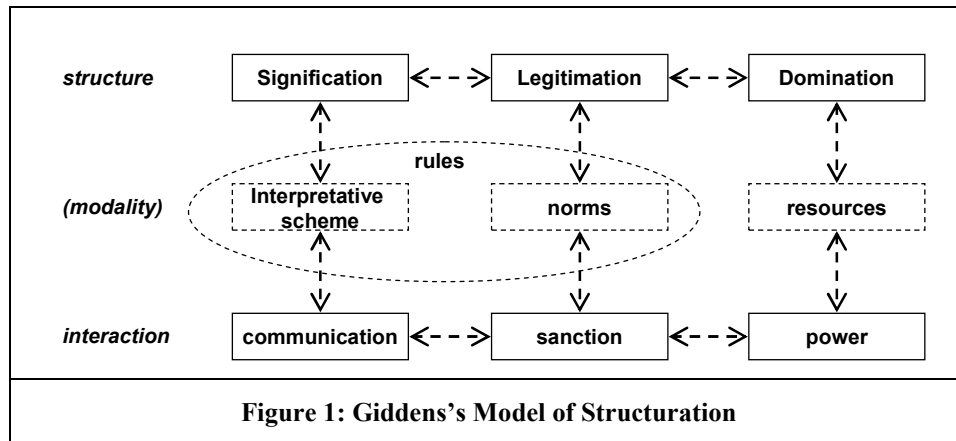 structure Signification Legitimation Domination
rules
(modality) Interpretative scheme norms resources
interaction communication sanction power
Figure 1: Giddens's Model of Structuration